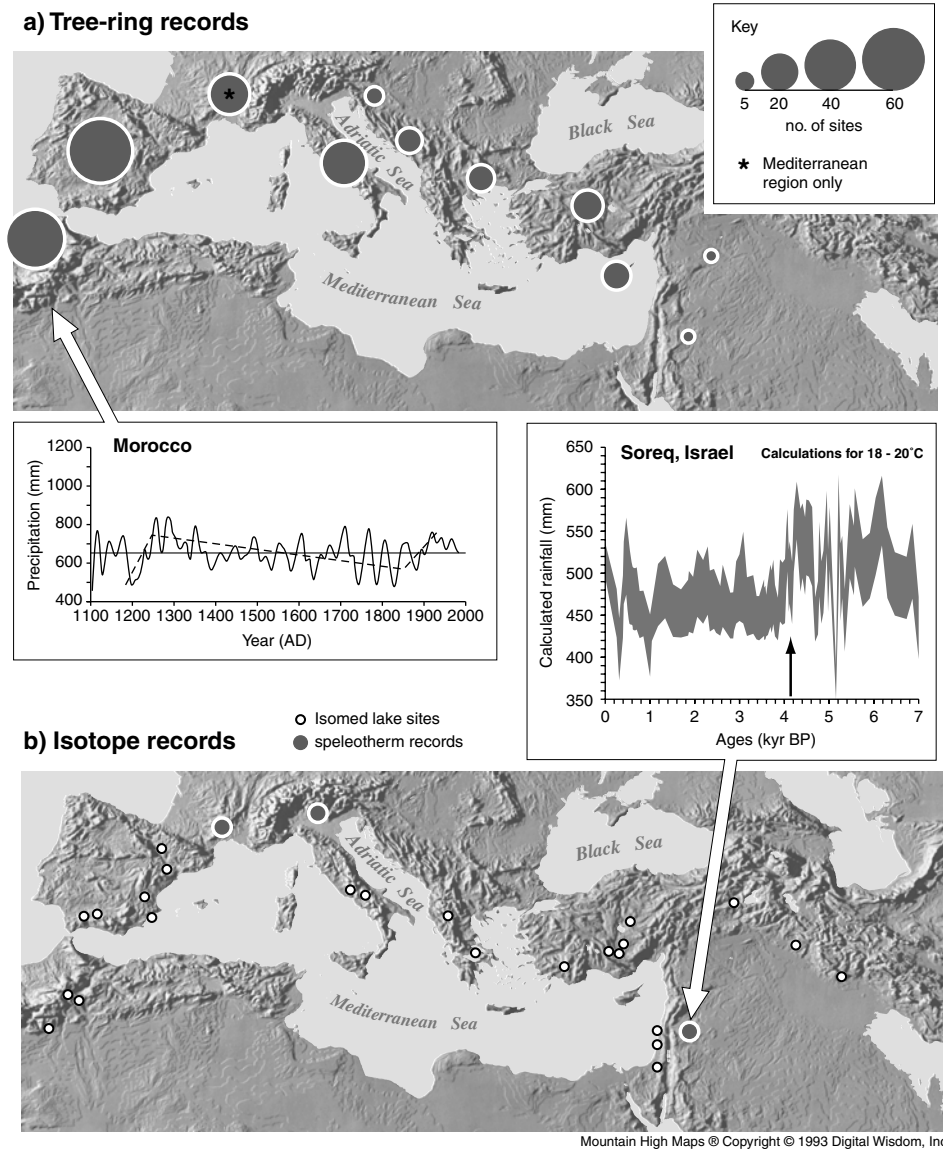 a) Tree-ring records
Key
5 20 40 60
no. of sites
* Mediterranean
region only
*
Adriatic Sea
Black Sea
Mediterranean Sea
Morocco
Precipitation (mm)
1200
1000
800
600
400
1100 1200 1300 1400 1500 1600 1700 1800 1900 2000
Year (AD)
Soreq, Israel
Calculations for 18 - 20˚C
Calculated rainfall (mm)
650
600
550
500
450
400
350
0 1 2 3 4 5 6 7
Ages (kyr BP)
b) Isotope records
Isomed lake sites
speleotherm records
Adriatic Sea
Black Sea
Mediterranean Sea
Mountain High Maps ® Copyright © 1993 Digital Wisdom, Inc